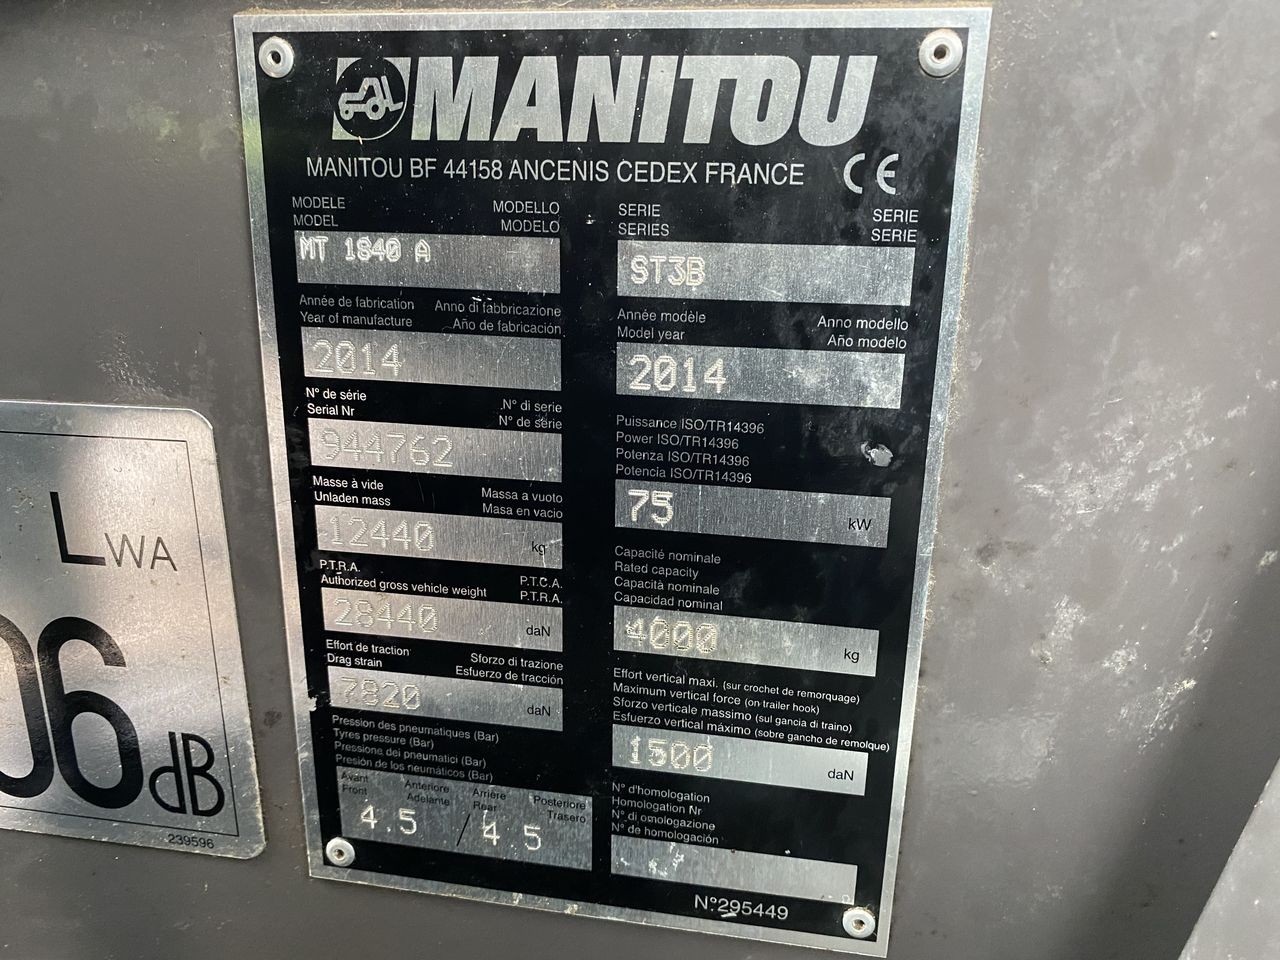 MANITOU
MANITOU BF 44158 ANCENIS CEDEX FRANCE CE
MODELE MODELLO
MODEL MODELO
MT 1840 A
SERIE SERIE
SERIES SERIE
ST3B
Année de fabrication Anno di fabbricazione
Year of manufacture Año de fabricación
2014
Année modèle Anno modello
Model year Año modelo
2014
N° de série N° di serie
Serial Nr N° de série
944762
Puissance ISO/TR14396
Power ISO/TR14396
Potenza ISO/TR14396
Potencia ISO/TR14396
75 kW
Masse à vide Massa a vuoto
Unladen mass Masa en vacio
12440 kg
Capacité nominale
Rated capacity
Capacità nominale
Capacidad nominal
4000 kg
P.T.R.A. P.T.C.A.
Authorized gross vehicle weight P.T.R.A.
28440 daN
Effort de traction Sforzo di trazione
Drag strain Esfuerzo de tracción
7820 daN
Effort vertical maxi. (sur crochet de remorquage)
Maximum vertical force (on trailer hook)
Sforzo verticale massimo (sul gancia di traino)
Esfuerzo vertical máximo (sobre gancho de remolque)
1500 daN
Pression des pneumatiques (Bar)
Tyres pressure (Bar)
Pressione dei pneumatici (Bar)
Presión de los neumáticos (Bar)
Avant Anteriore Arrière Posteriore
Front Adelante Rear Trasero
4.5 / 4 5
N° d'homologation
Homologation Nr
N° di omologazione
N° de homologación
N°295449
LWA
06 dB
239596